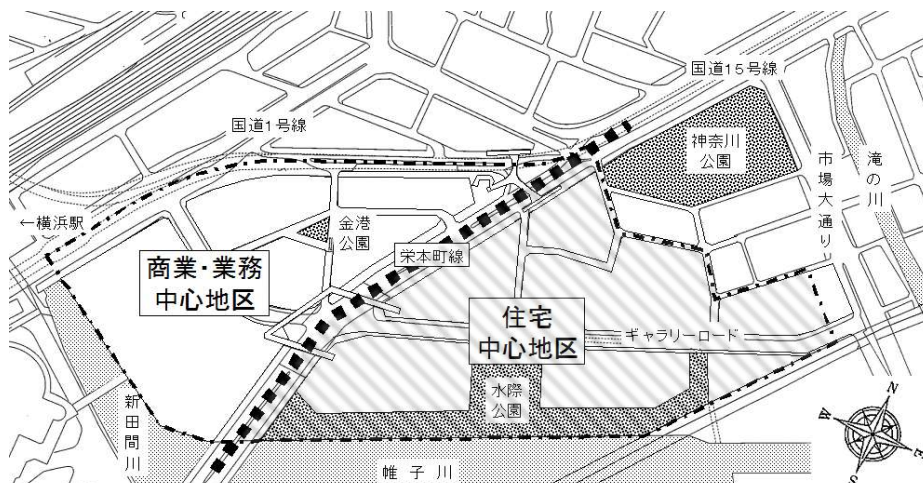 国道15号線
国道1号線
神奈川
公園
市場大通り
滝の川
←横浜駅
金港
公園
栄本町線
商業・業務
中心地区
住宅
中心地区
ギャラリーロード
水際
公園
新田間川
帷子川
N
W
E
S